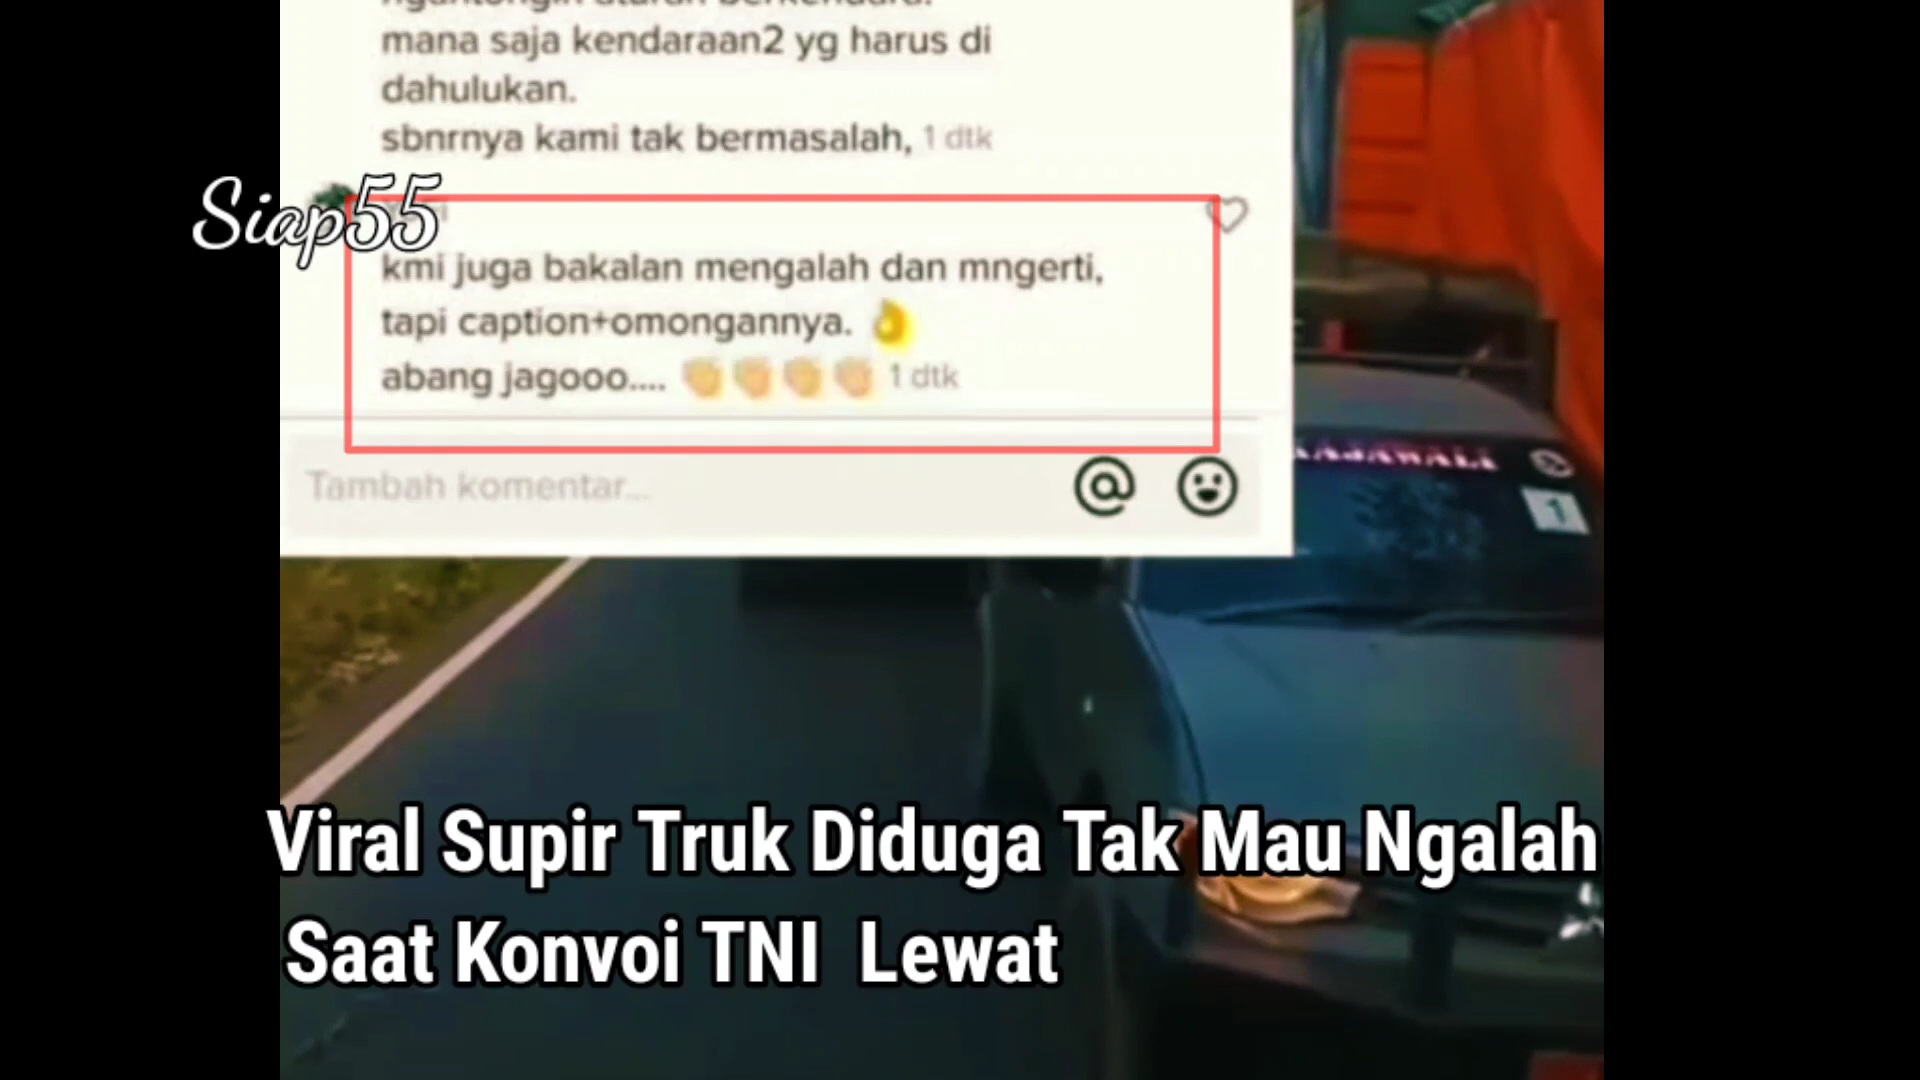 mana saja kendaraan2 yg harus di
dahulukan.
sbnrnya kami tak bermasalah, 1 dtk
Siap55
kmi juga bakalan mengalah dan mngerti,
tapi caption+omongannya. 👌
abang jagooo.... 👏👏👏👏 1 dtk
Tambah komentar...
1
Viral Supir Truk Diduga Tak Mau Ngalah
Saat Konvoi TNI Lewat